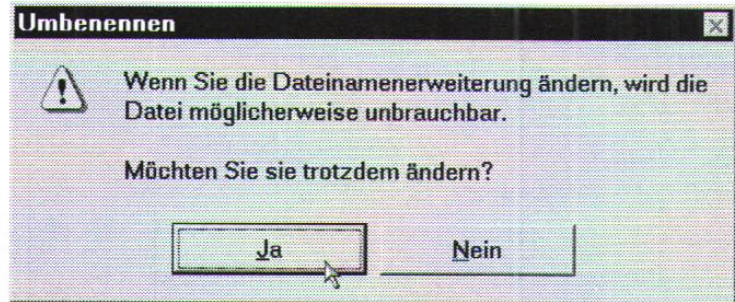 Umbenennen
Wenn Sie die Dateinamenerweiterung ändern, wird die
Datei möglicherweise unbrauchbar.
Möchten Sie sie trotzdem ändern?
Ja
Nein